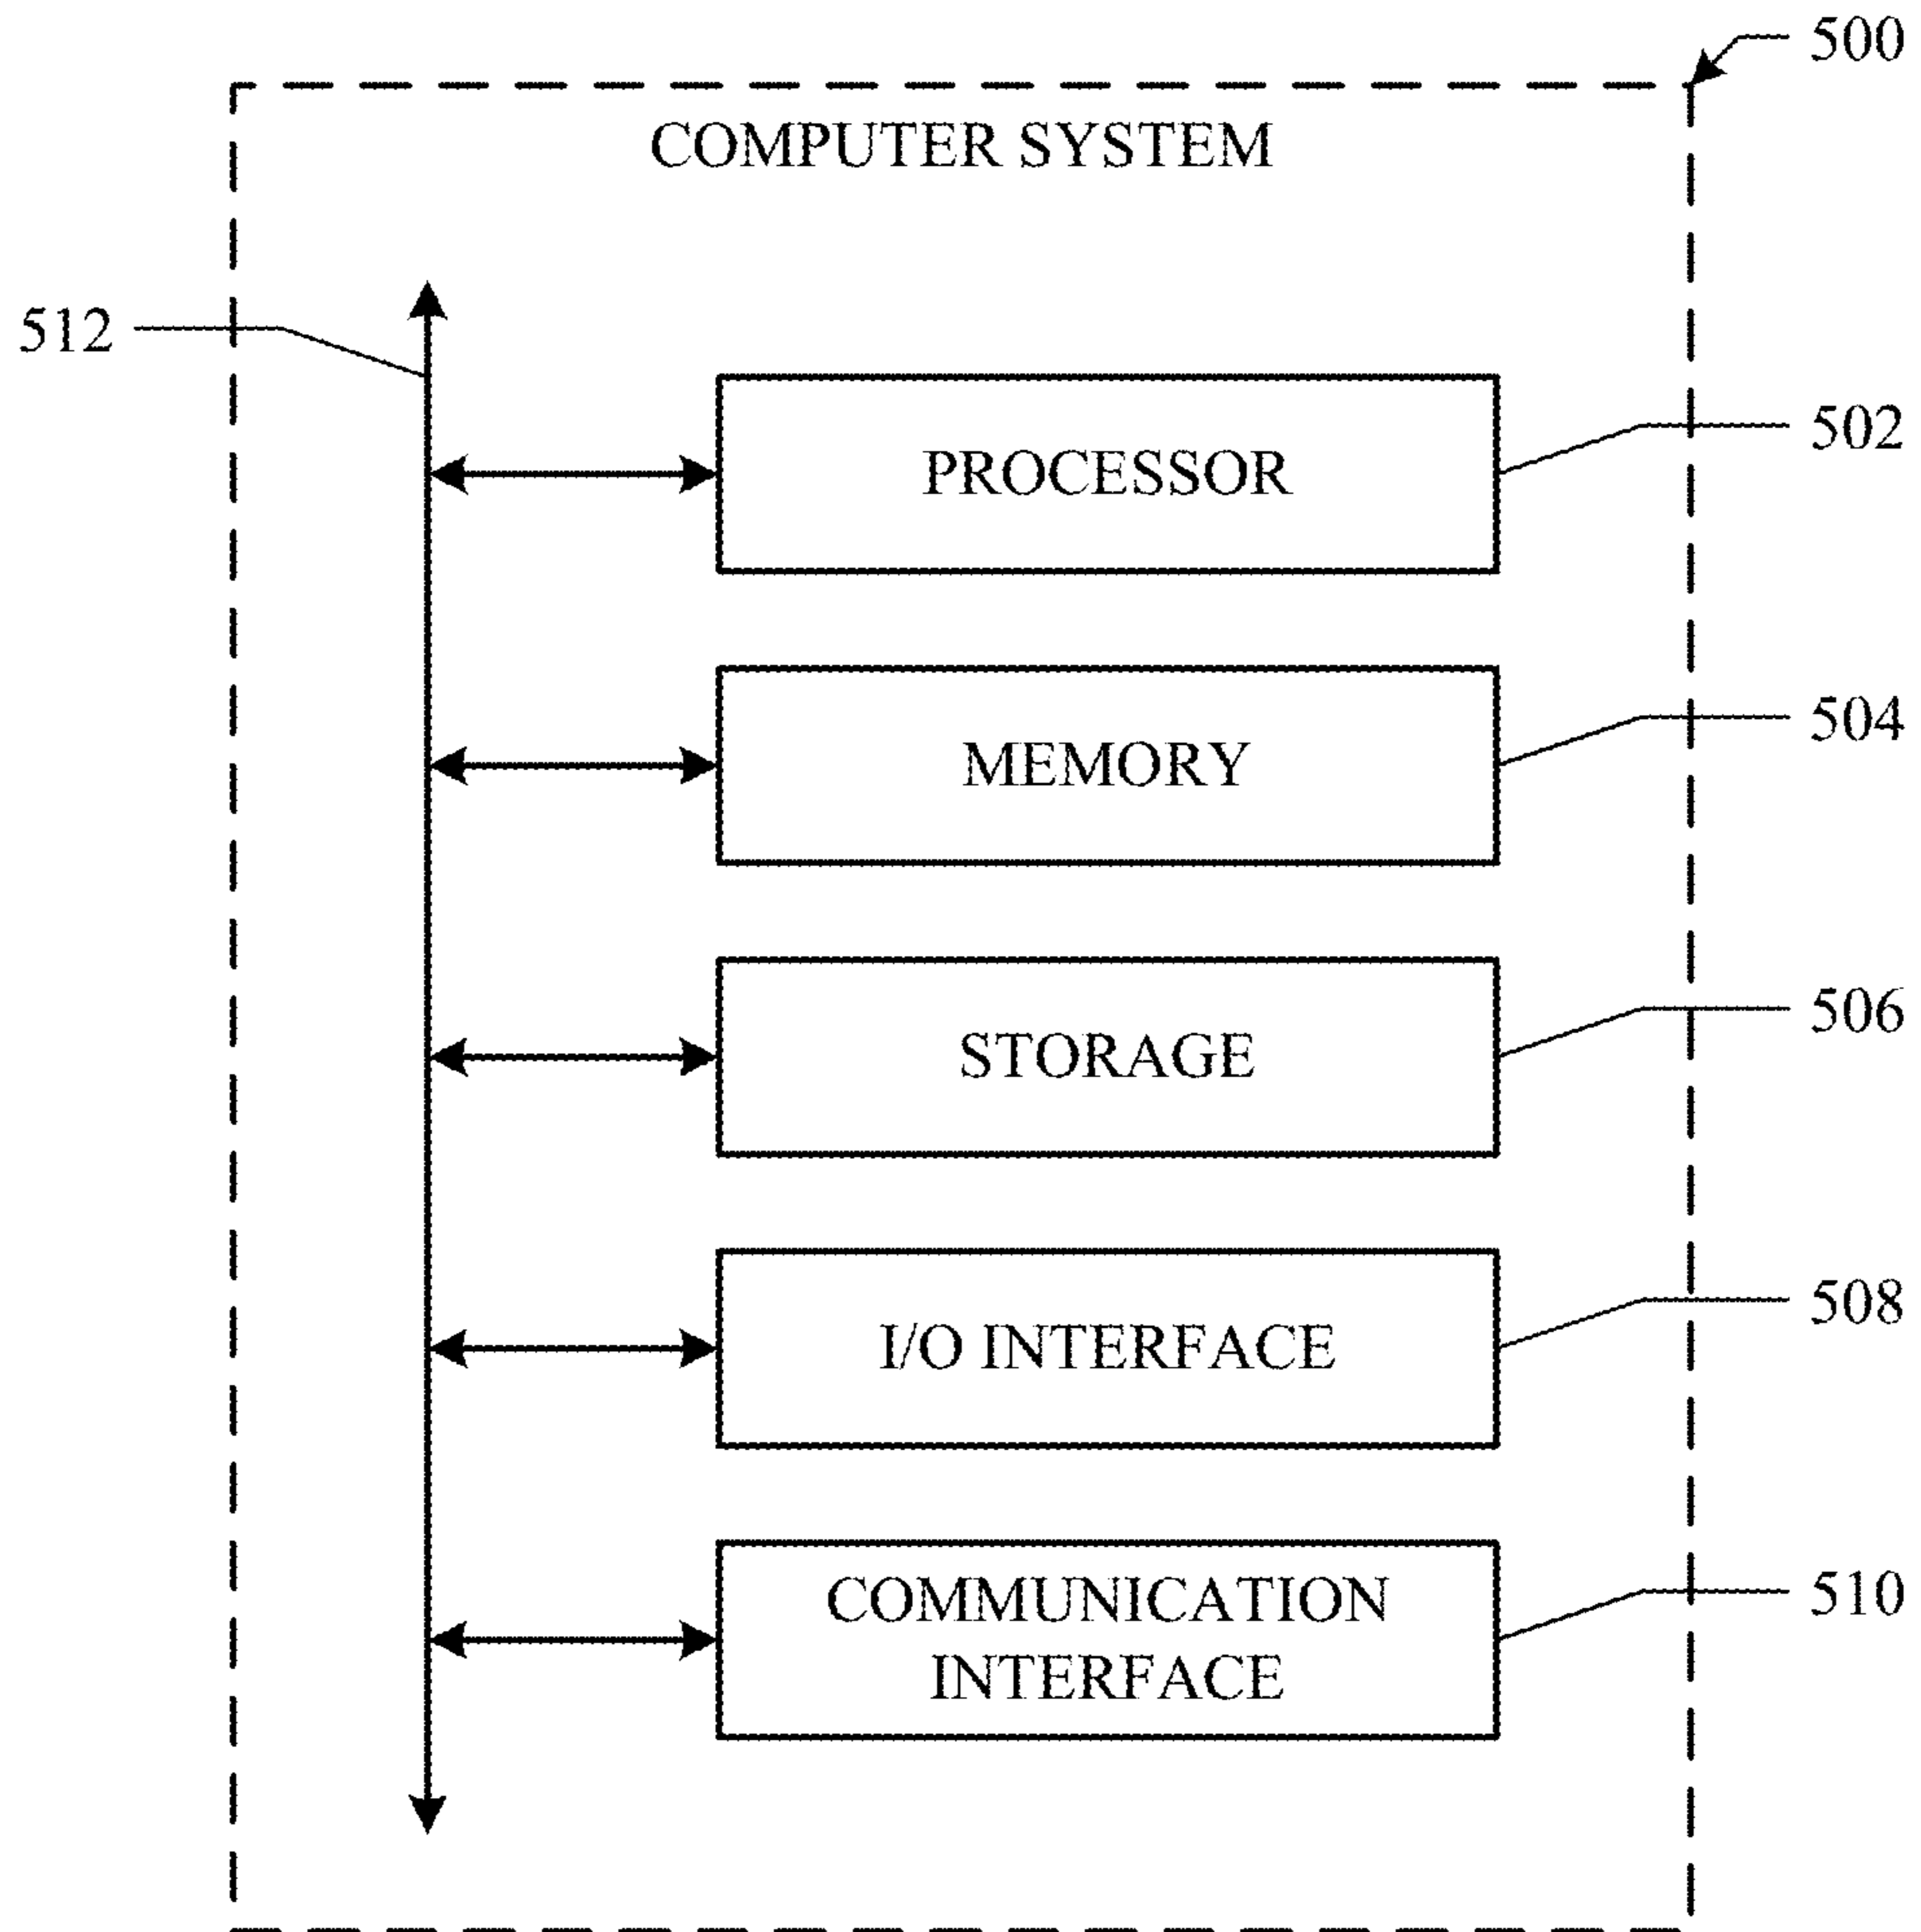 500
COMPUTER SYSTEM
512
PROCESSOR
502
MEMORY
504
STORAGE
506
I/O INTERFACE
508
COMMUNICATION
INTERFACE
510